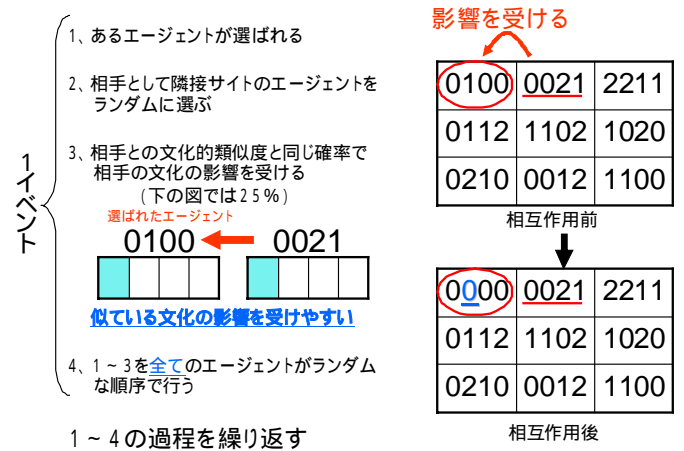 影響を受ける
1、あるエージェントが選ばれる
2、相手として隣接サイトのエージェントを
ランダムに選ぶ
3、相手との文化的類似度と同じ確率で
相手の文化の影響を受ける
(下の図では25%)
選ばれたエージェント
0100 0021
似ている文化の影響を受けやすい
4、1~3を全てのエージェントがランダム
な順序で行う
1イベント
1~4の過程を繰り返す
0100 0021 2211
0112 1102 1020
0210 0012 1100
相互作用前
0000 0021 2211
0112 1102 1020
0210 0012 1100
相互作用後